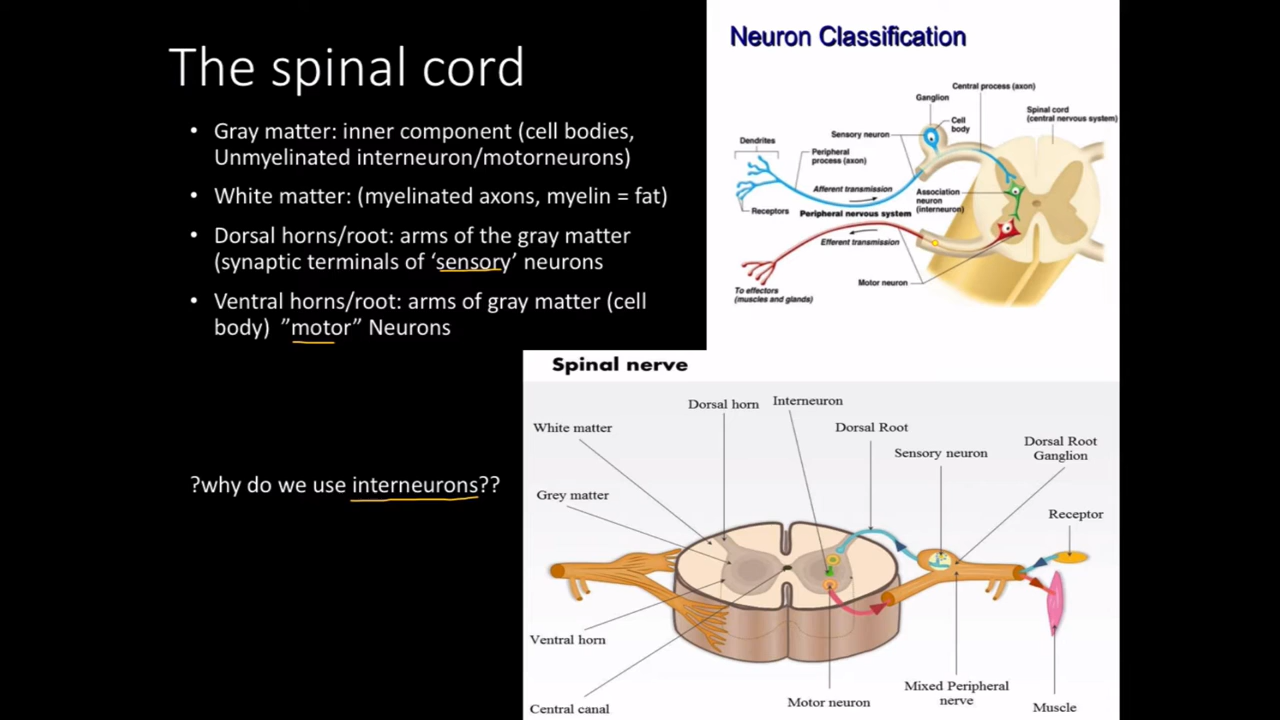 The spinal cord
• Gray matter: inner component (cell bodies,
Unmyelinated interneuron/motorneurons)
• White matter: (myelinated axons, myelin = fat)
• Dorsal horns/root: arms of the gray matter
(synaptic terminals of ‘sensory’ neurons
• Ventral horns/root: arms of gray matter (cell
body) ”motor” Neurons
?why do we use interneurons??
Neuron Classification
Central process (axon)
Ganglion
Spinal cord
(central nervous system)
Cell
body
Sensory neuron
Dendrites
Peripheral
process (axon)
Afferent transmission
Association
neuron
(interneuron)
Receptors
Peripheral nervous system
Efferent transmission
Motor neuron
To effectors
(muscles and glands)
Spinal nerve
Dorsal horn
Interneuron
White matter
Dorsal Root
Sensory neuron
Dorsal Root
Ganglion
Grey matter
Receptor
Ventral horn
Central canal
Motor neuron
Mixed Peripheral
nerve
Muscle